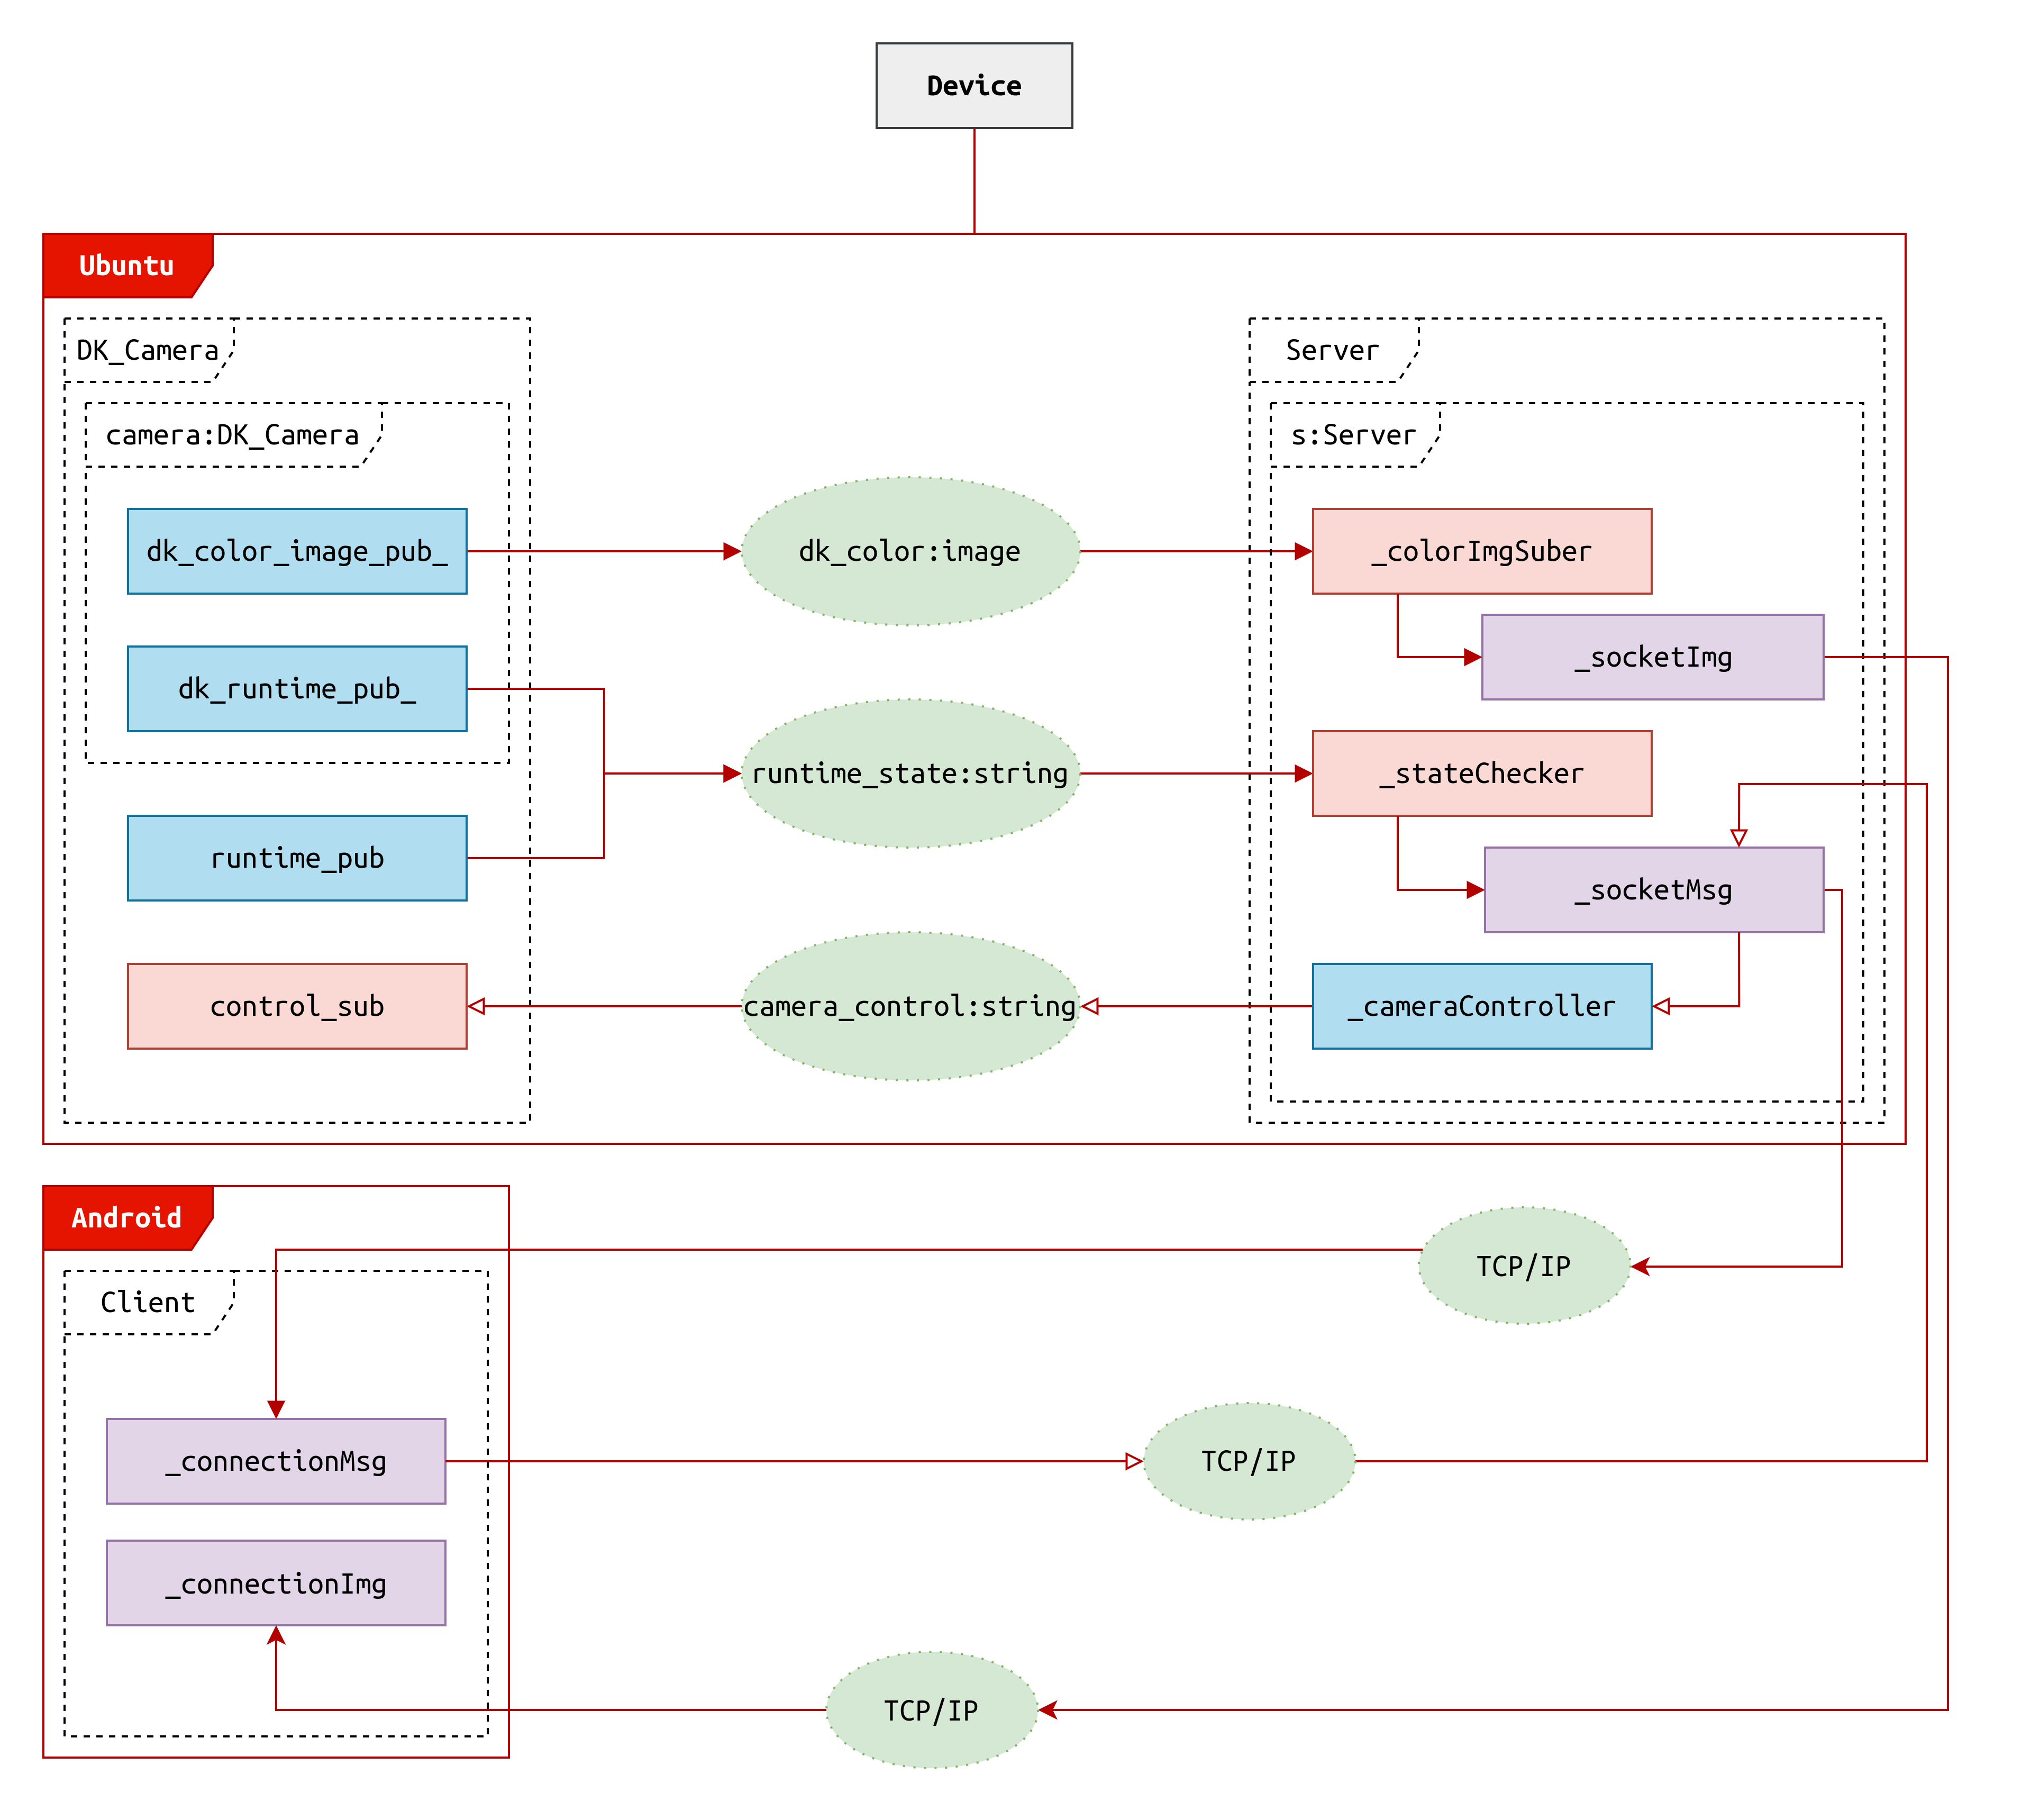 Device
Ubuntu
DK_Camera
Server
camera:DK_Camera
s:Server
dk_color_image_pub_
dk_color:image
_colorImgSuber
_socketImg
dk_runtime_pub_
runtime_state:string
_stateChecker
runtime_pub
_socketMsg
control_sub
camera_control:string
_cameraController
Android
TCP/IP
Client
_connectionMsg
TCP/IP
_connectionImg
TCP/IP